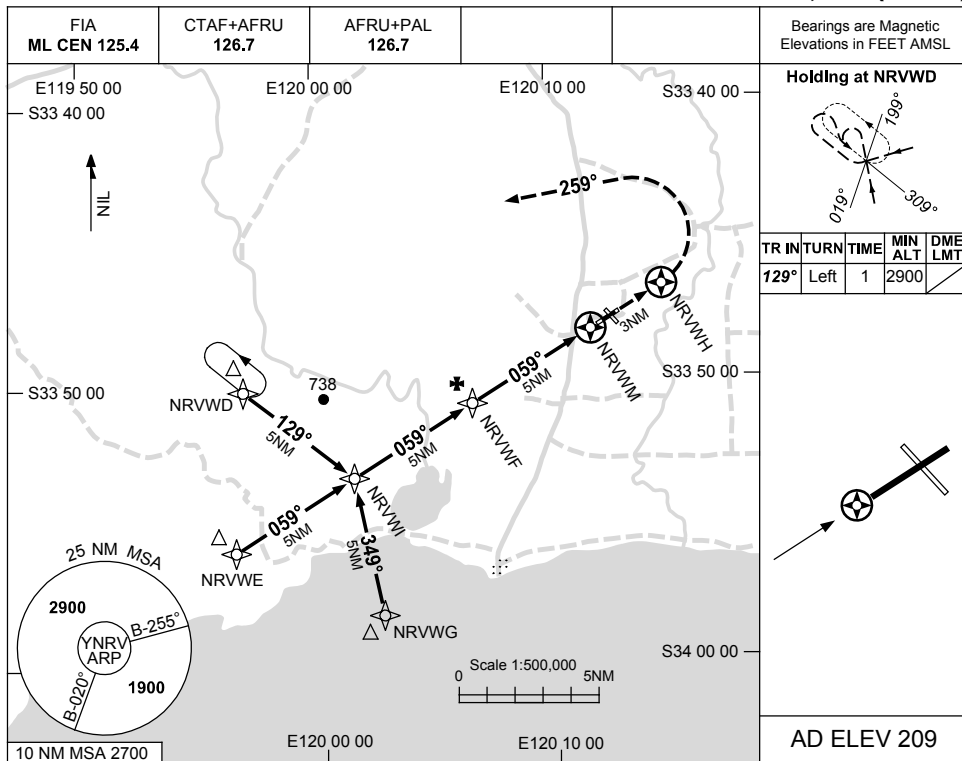 FIA
ML CEN 125.4
CTAF+AFRU
126.7
AFRU+PAL
126.7
Bearings are Magnetic
Elevations in FEET AMSL
E119 50 00
E120 00 00
E120 10 00
S33 40 00
S33 40 00
NIL
259°
NRVWH
3NM
NRVWM
059°
5NM
S33 50 00
S33 50 00
738
NRVWD
129°
5NM
NRVWF
059°
5NM
NRVWI
059°
5NM
349°
5NM
NRVWE
NRVWG
25 NM MSA
2900
B-255°
YNRV
ARP
B-020°
1900
10 NM MSA 2700
Scale 1:500,000
0
5NM
S34 00 00
E120 00 00
E120 10 00
Holding at NRVWD
199°
019°
309°
TR IN TURN TIME MIN ALT DME LMT
129° Left 1 2900
AD ELEV 209